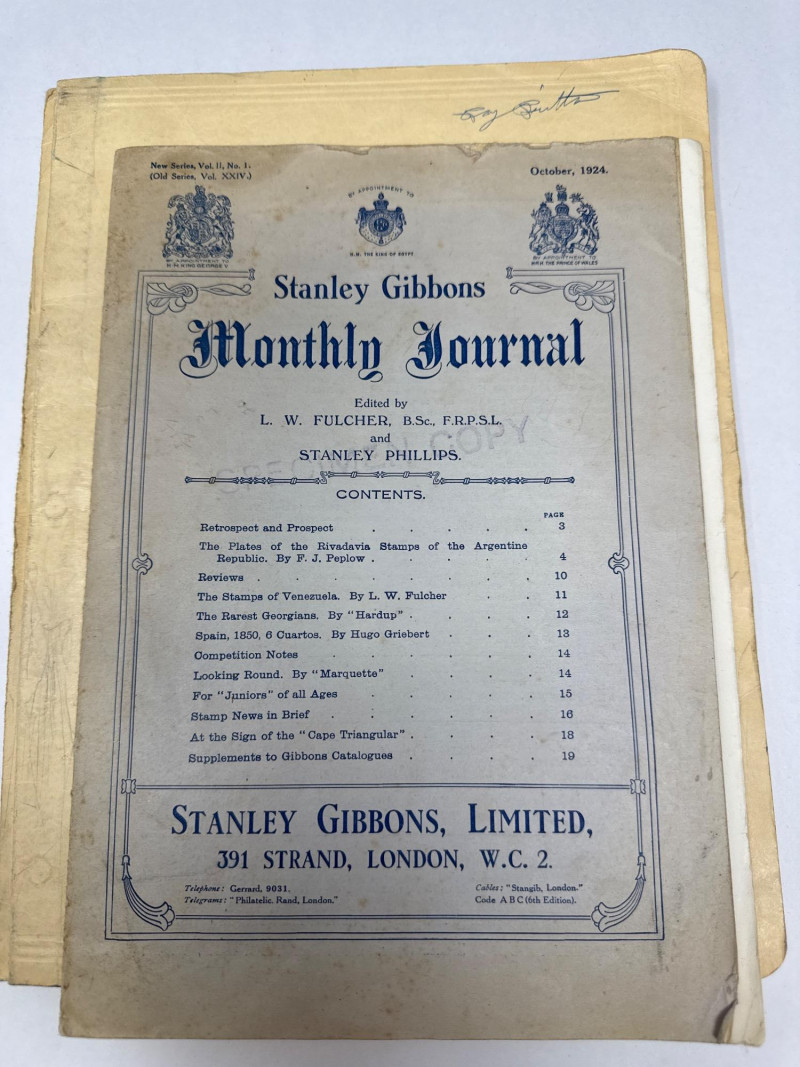 New Series, Vol. II, No. 1.
(Old Series, Vol. XXIV.)
October, 1924.
BY APPOINTMENT TO
H.M. KING GEORGE V
BY APPOINTMENT TO
H.M. THE KING OF EGYPT
BY APPOINTMENT TO
HRH THE PRINCE OF WALES
Stanley Gibbons
Monthly Journal
Edited by
L. W. FULCHER, B.Sc., F.R.P.S.L.
and
STANLEY PHILLIPS.
SPECIMEN COPY
CONTENTS.
PAGE
Retrospect and Prospect . . . . . 3
The Plates of the Rivadavia Stamps of the Argentine
Republic. By F. J. Peplow . . . . . 4
Reviews . . . . . . . . 10
The Stamps of Venezuela. By L. W. Fulcher . . 11
The Rarest Georgians. By "Hardup" . . . . 12
Spain, 1850, 6 Cuartos. By Hugo Griebert . . . 13
Competition Notes . . . . . . 14
Looking Round. By "Marquette" . . . . 14
For "Juniors" of all Ages . . . . . 15
Stamp News in Brief . . . . . . 16
At the Sign of the "Cape Triangular" . . . . 18
Supplements to Gibbons Catalogues . . . . 19
STANLEY GIBBONS, LIMITED,
391 STRAND, LONDON, W.C. 2.
Telephone: Gerrard, 9031.
Telegrams: "Philatelic. Rand, London."
Cables: "Stangib, London."
Code A B C (6th Edition).